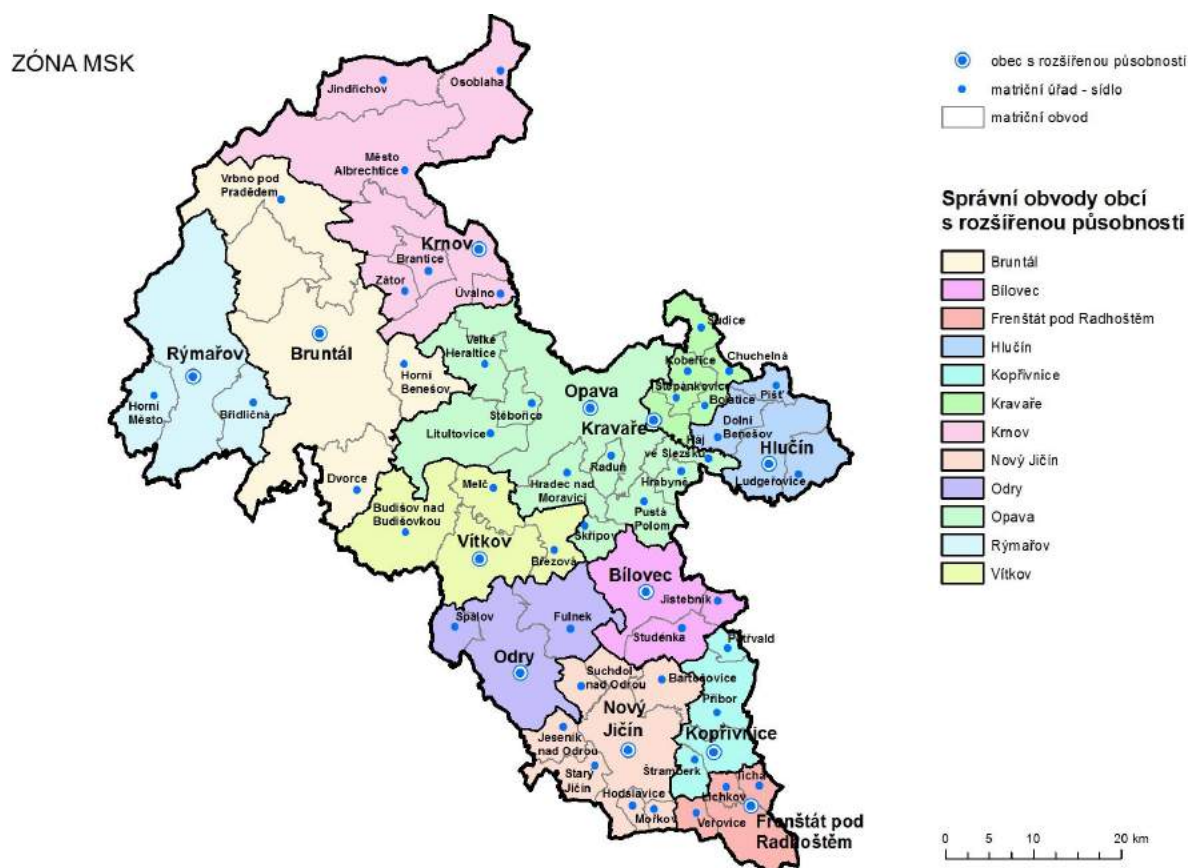 ZÓNA MSK
obec s rozšířenou působností
matriční úřad - sídlo
matriční obvod
Správní obvody obcí
s rozšířenou působností
Bruntál
Bílovec
Frenštát pod Radhoštěm
Hlučín
Kopřivnice
Kravaře
Krnov
Nový Jičín
Odry
Opava
Rýmařov
Vítkov
0 5 10 20 km
Osoblaha
Jindřichov
Město
Albrechtice
Vrbno pod
Pradědem
Krnov
Brantice
Zátor
Úvalno
Sudice
Velké
Heraltice
Kobeřice
Chuchelná
Bruntál
Rýmařov
Horní
Benešov
Opava
Štěpánkovice
Bolatice
Píšť
Horní
Město
Břidličná
Stěbořice
Kravaře
Dolní
Benešov
Litultovice
Háj
ve Slezsku
Hlučín
Raduň
Ludgeřovice
Dvorce
Melč
Hradec nad
Moravicí
Hrabyně
Budišov nad
Budišovkou
Pustá
Polom
Skřipov
Vítkov
Březová
Bílovec
Jistebník
Spálov
Fulnek
Studénka
Petřvald
Odry
Suchdol
nad Odrou
Bartošovice
Příbor
Nový
Jičín
Jeseník
nad Odrou
Kopřivnice
Starý
Jičín
Štramberk
Tichá
Hodslavice
Lichkov
Mořkov
Veřovice
Frenštát pod
Radhoštěm